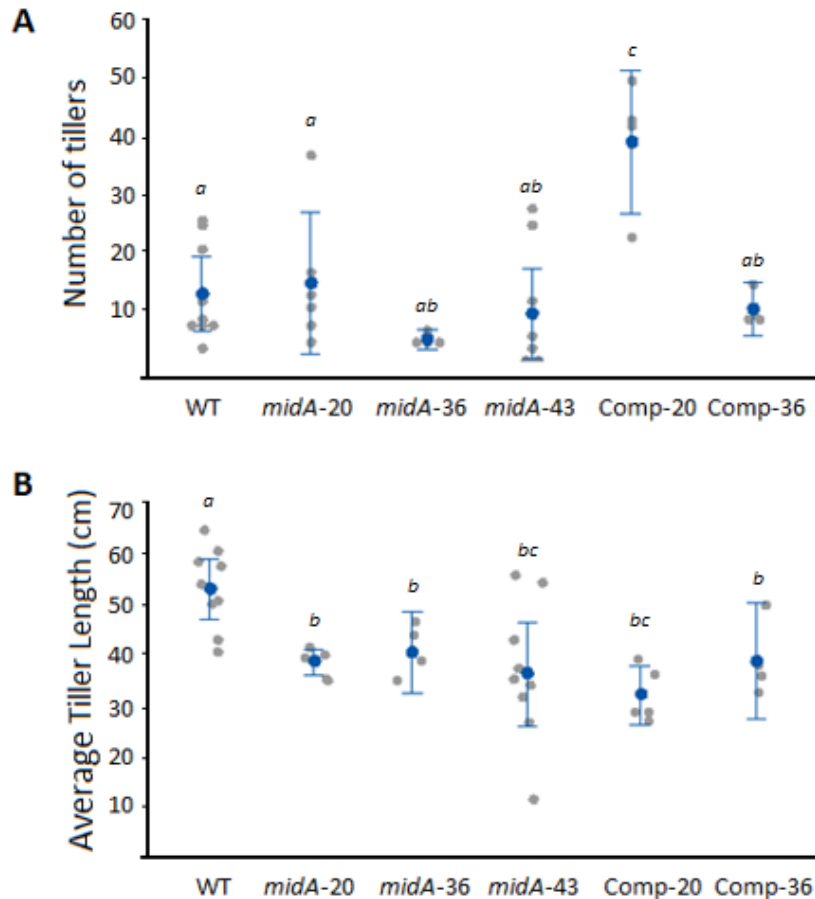 A
Number of tillers
60
50
40
30
20
10
a
a
ab
ab
c
ab
WT
midA-20
midA-36
midA-43
Comp-20
Comp-36
B
Average Tiller Length (cm)
70
60
50
40
30
20
10
a
b
b
bc
bc
b
WT
midA-20
midA-36
midA-43
Comp-20
Comp-36